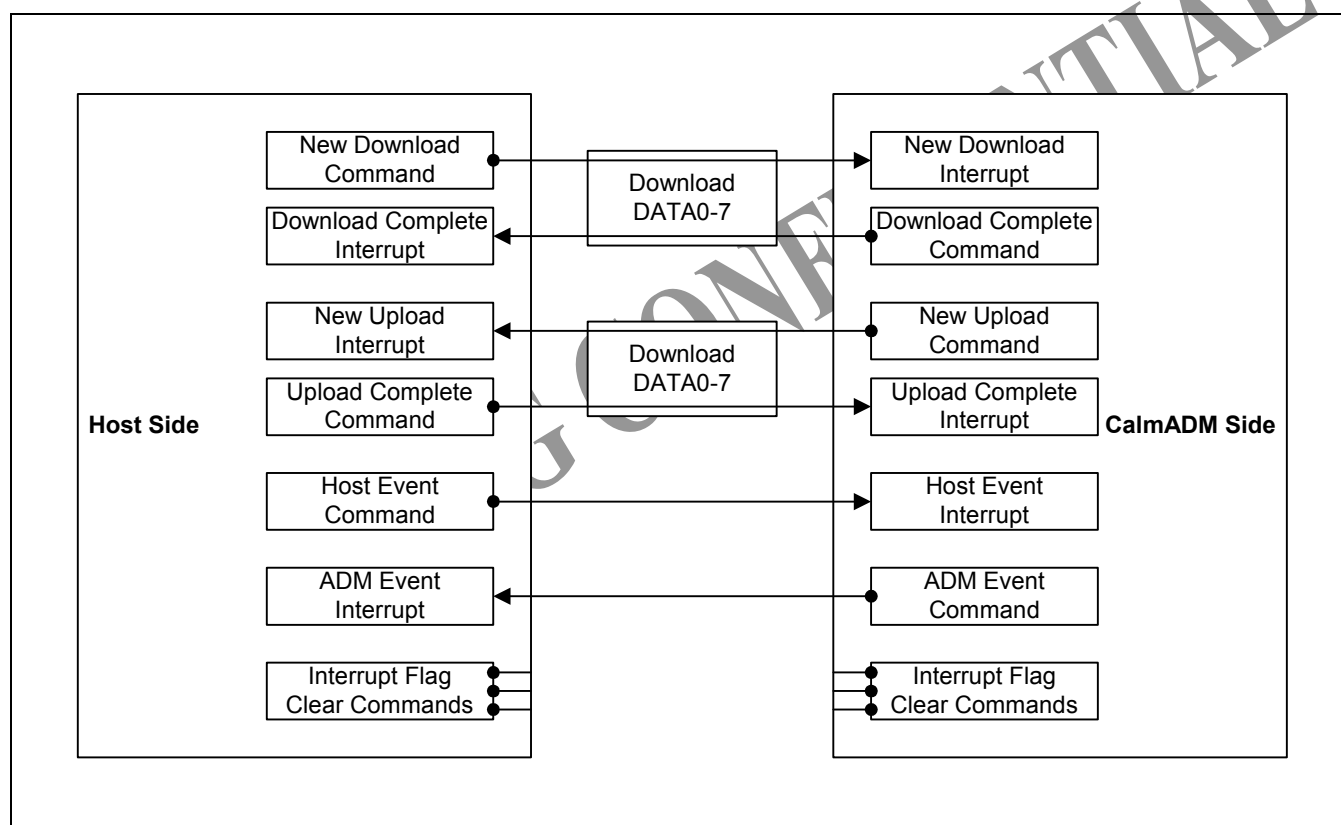 New Download
Command
Download
DATA0-7
New Download
Interrupt
Download Complete
Interrupt
Download Complete
Command
New Upload
Interrupt
Download
DATA0-7
New Upload
Command
Upload Complete
Command
Upload Complete
Interrupt
Host Side
CalmADM Side
Host Event
Command
Host Event
Interrupt
ADM Event
Interrupt
ADM Event
Command
Interrupt Flag
Clear Commands
Interrupt Flag
Clear Commands